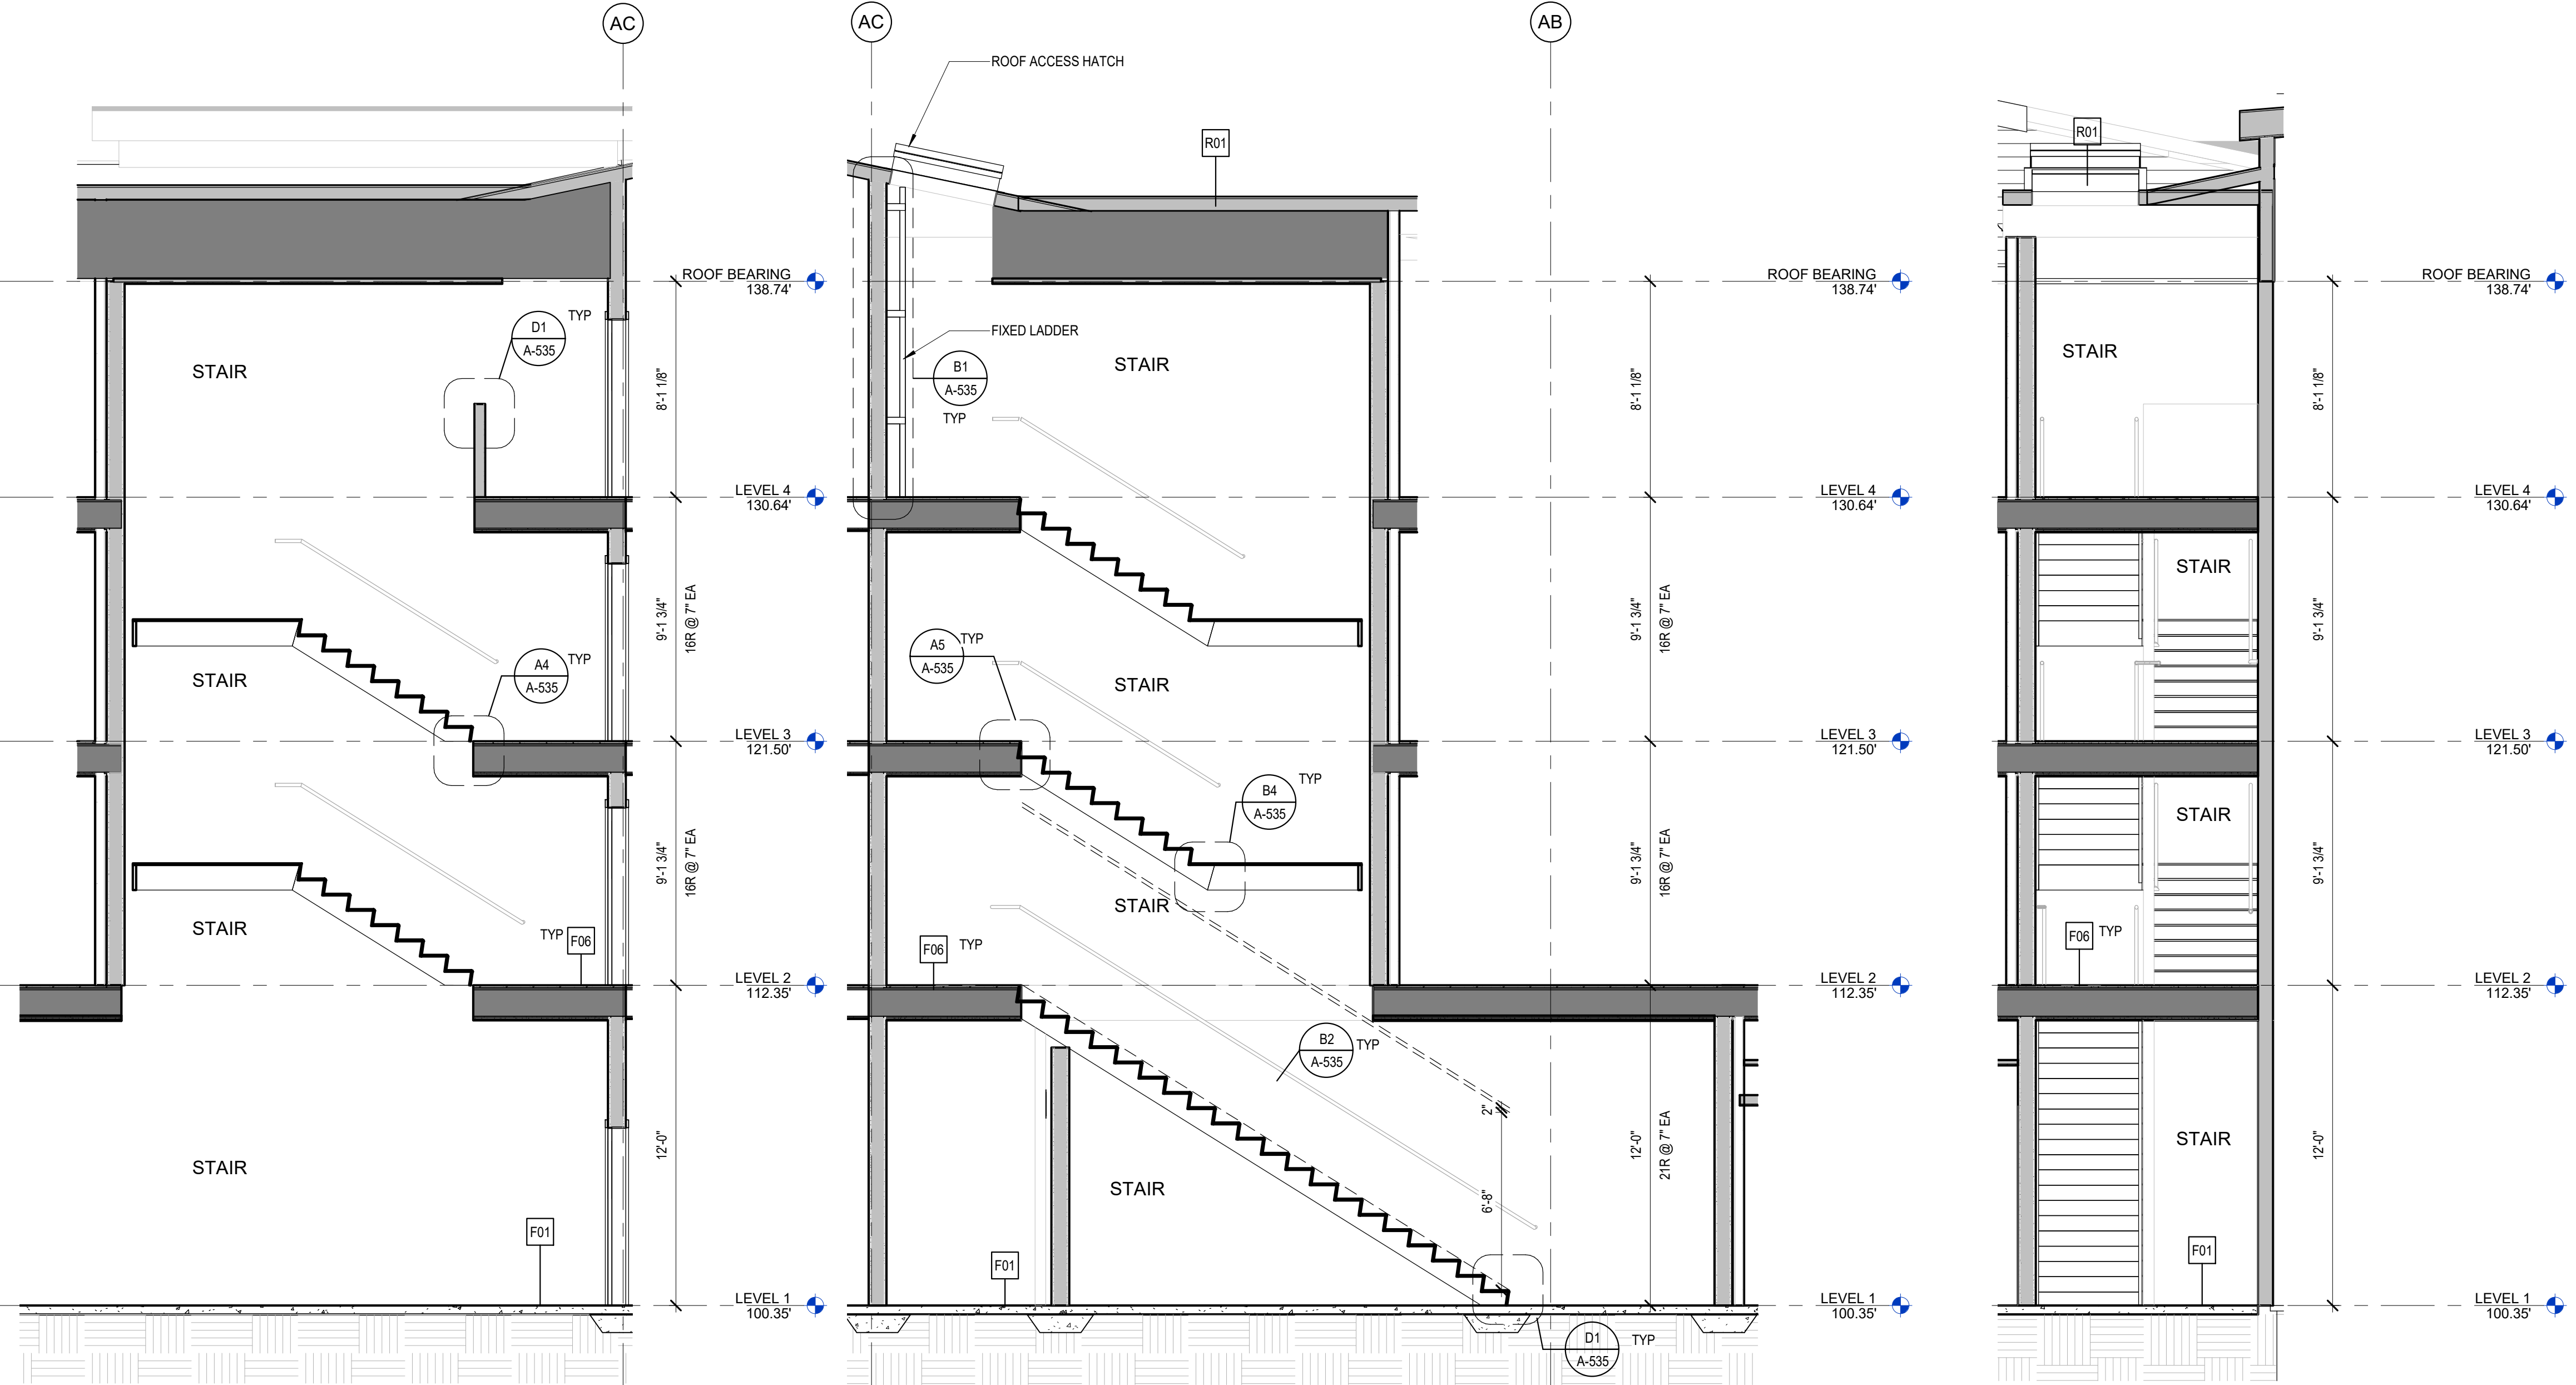 AC
D1
A-535
TYP
STAIR
A4
A-535
TYP
STAIR
STAIR
TYP
F06
STAIR
F01
8'-1 1/8"
9'-1 3/4"
16R @ 7" EA
9'-1 3/4"
16R @ 7" EA
12'-0"
ROOF BEARING
138.74'
LEVEL 4
130.64'
LEVEL 3
121.50'
LEVEL 2
112.35'
LEVEL 1
100.35'
AC
AB
ROOF ACCESS HATCH
R01
FIXED LADDER
B1
A-535
TYP
STAIR
A5
A-535
TYP
STAIR
B4
A-535
TYP
STAIR
F06
TYP
B2
A-535
TYP
2"
6'-8"
STAIR
F01
D1
A-535
TYP
8'-1 1/8"
9'-1 3/4"
16R @ 7" EA
9'-1 3/4"
16R @ 7" EA
12'-0"
21R @ 7" EA
ROOF BEARING
138.74'
LEVEL 4
130.64'
LEVEL 3
121.50'
LEVEL 2
112.35'
LEVEL 1
100.35'
R01
STAIR
STAIR
STAIR
F06
TYP
STAIR
F01
8'-1 1/8"
9'-1 3/4"
9'-1 3/4"
12'-0"
ROOF BEARING
138.74'
LEVEL 4
130.64'
LEVEL 3
121.50'
LEVEL 2
112.35'
LEVEL 1
100.35'